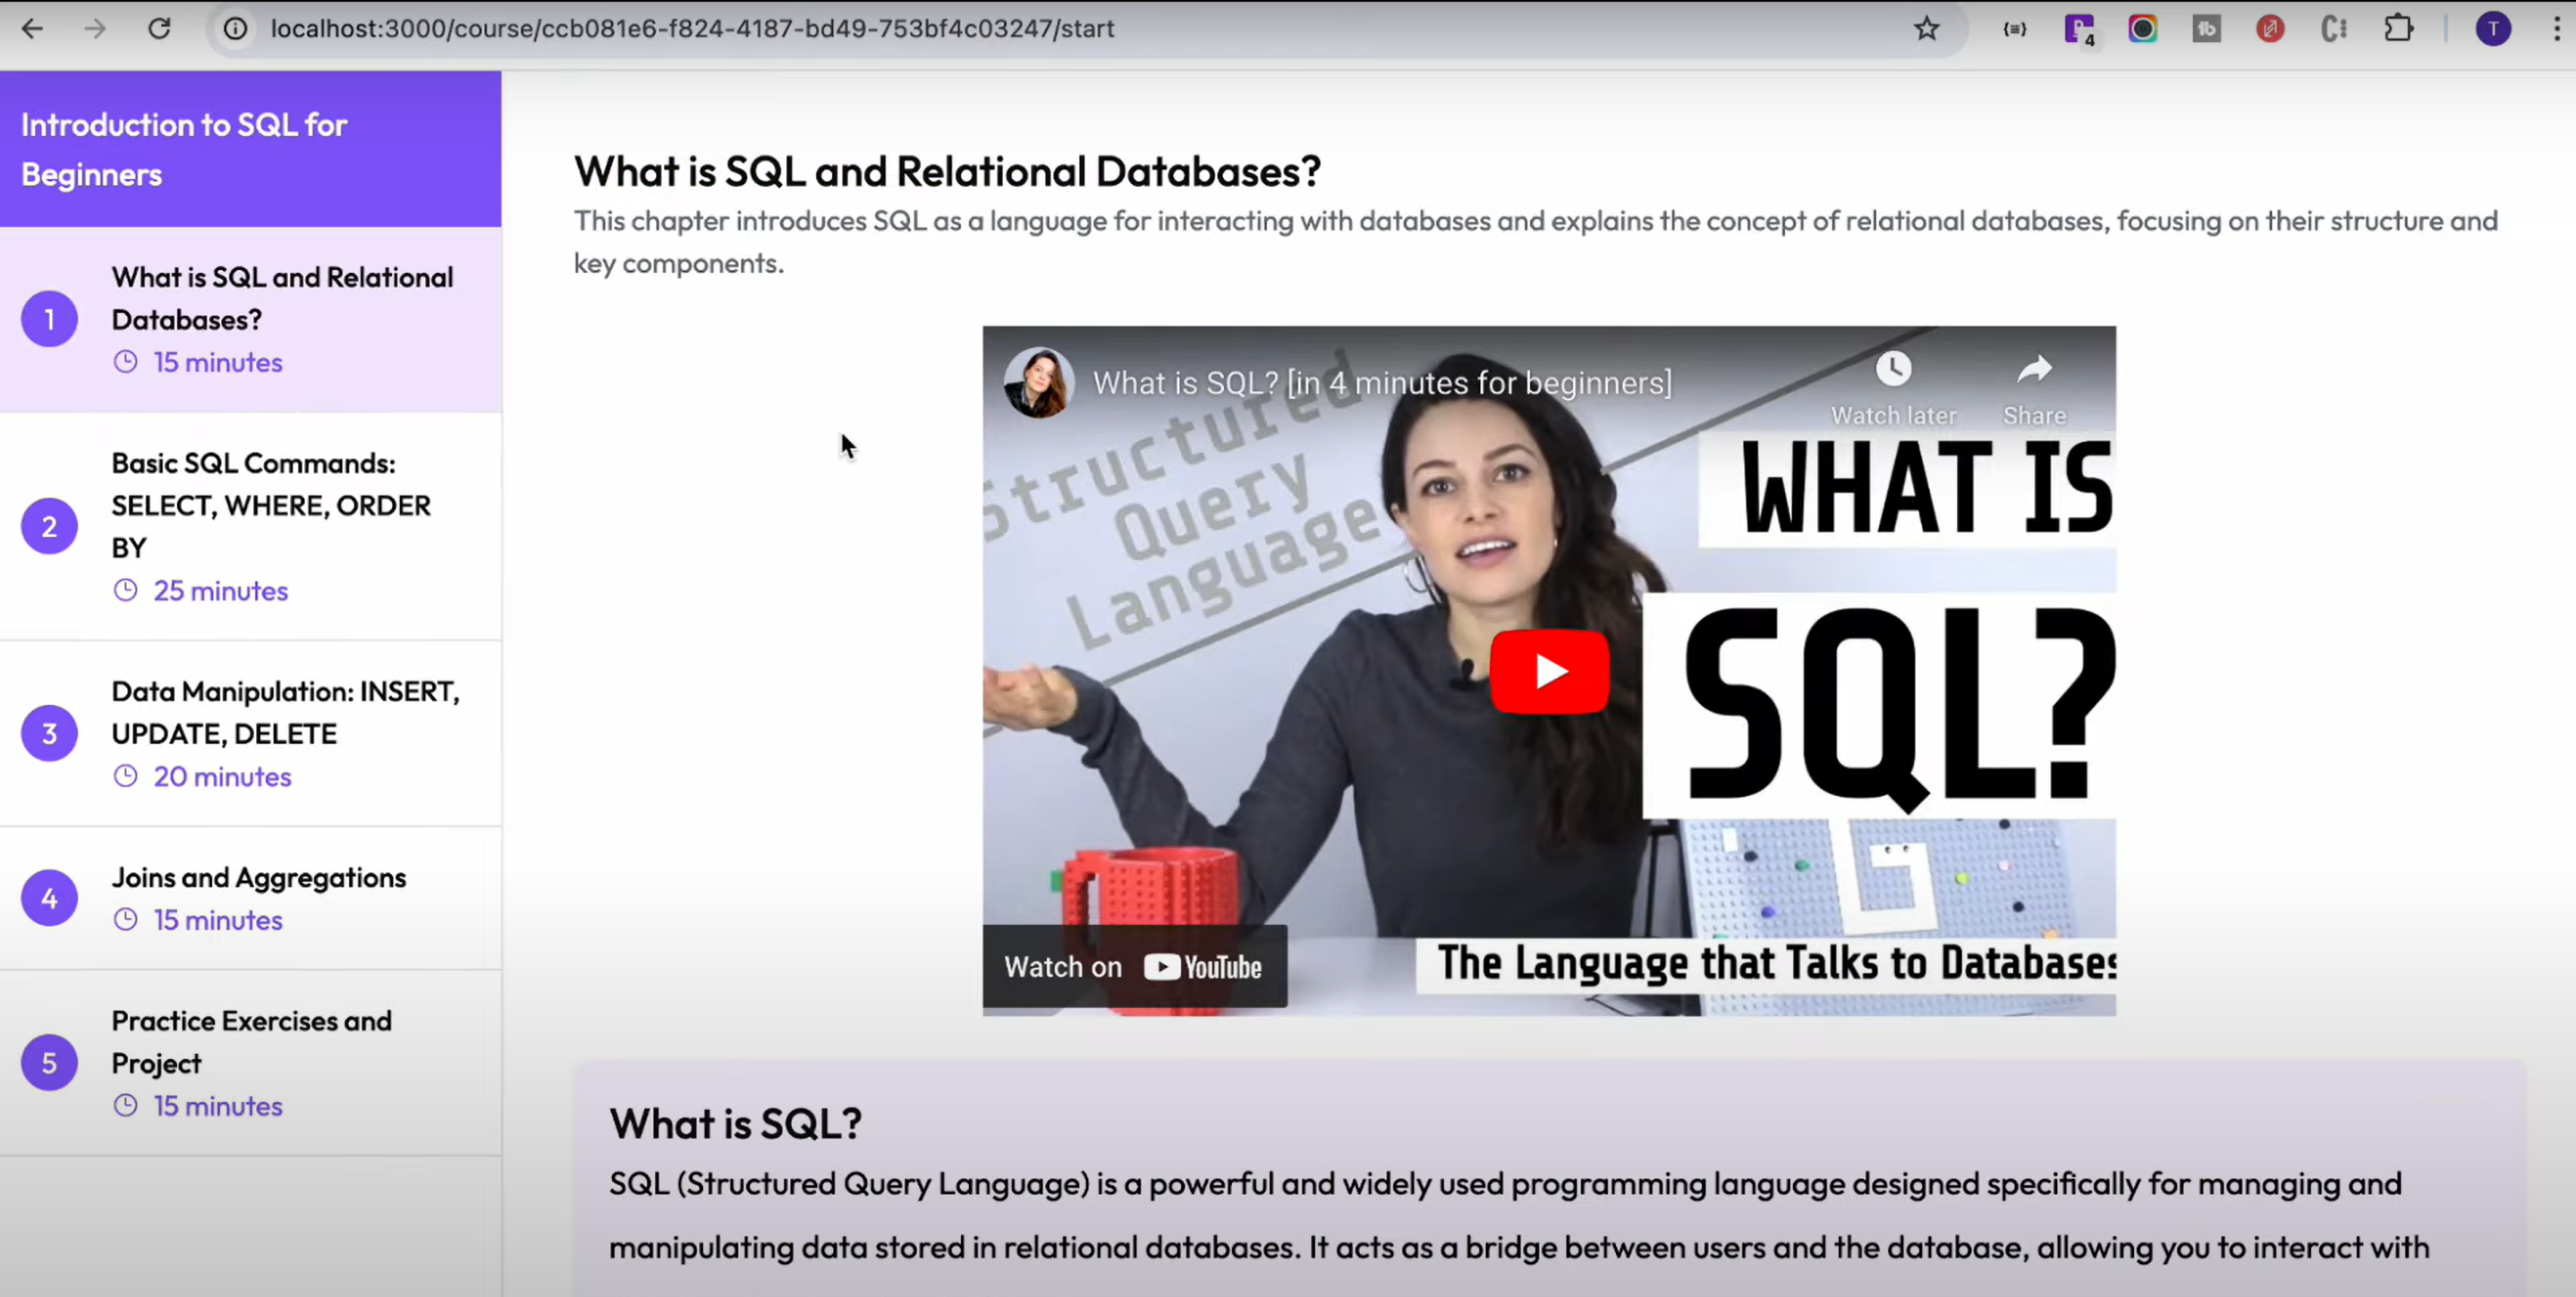 localhost:3000/course/ccb081e6-f824-4187-bd49-753bf4c03247/start
4
T
Introduction to SQL for
Beginners
1
What is SQL and Relational
Databases?
15 minutes
2
Basic SQL Commands:
SELECT, WHERE, ORDER
BY
25 minutes
3
Data Manipulation: INSERT,
UPDATE, DELETE
20 minutes
4
Joins and Aggregations
15 minutes
5
Practice Exercises and
Project
15 minutes
What is SQL and Relational Databases?
This chapter introduces SQL as a language for interacting with databases and explains the concept of relational databases, focusing on their structure and
key components.
What is SQL? [in 4 minutes for beginners]
Watch later
Share
Structured
Query
Language
WHAT IS
SQL?
The Language that Talks to Databases
Watch on YouTube
What is SQL?
SQL (Structured Query Language) is a powerful and widely used programming language designed specifically for managing and
manipulating data stored in relational databases. It acts as a bridge between users and the database, allowing you to interact with